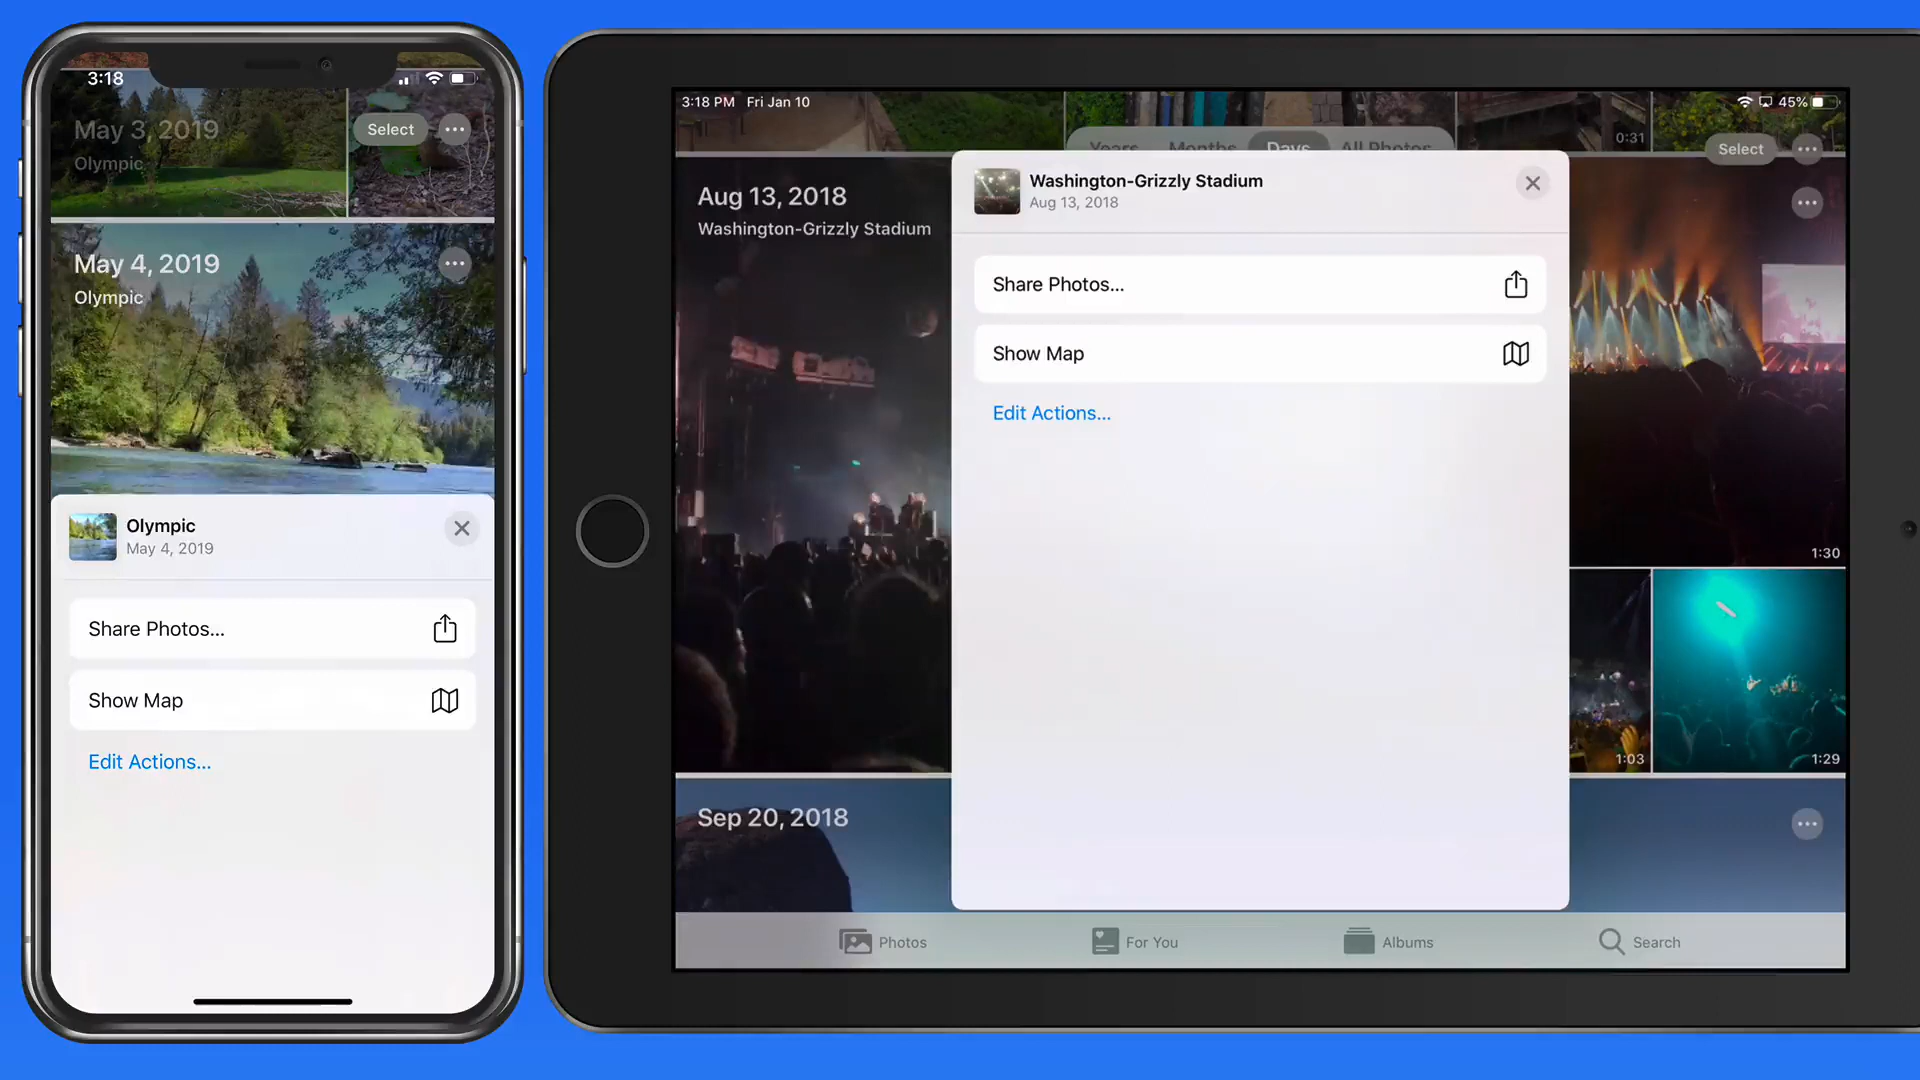 3:18
May 3, 2019
Olympic
Select
May 4, 2019
Olympic
Olympic
May 4, 2019
Share Photos...
Show Map
Edit Actions...
3:18 PM Fri Jan 10
45%
0:31
Years Months Days All Photos
Select
Aug 13, 2018
Washington-Grizzly Stadium
Washington-Grizzly Stadium
Aug 13, 2018
Share Photos...
Show Map
Edit Actions...
1:30
1:03
1:29
Sep 20, 2018
Photos
For You
Albums
Search